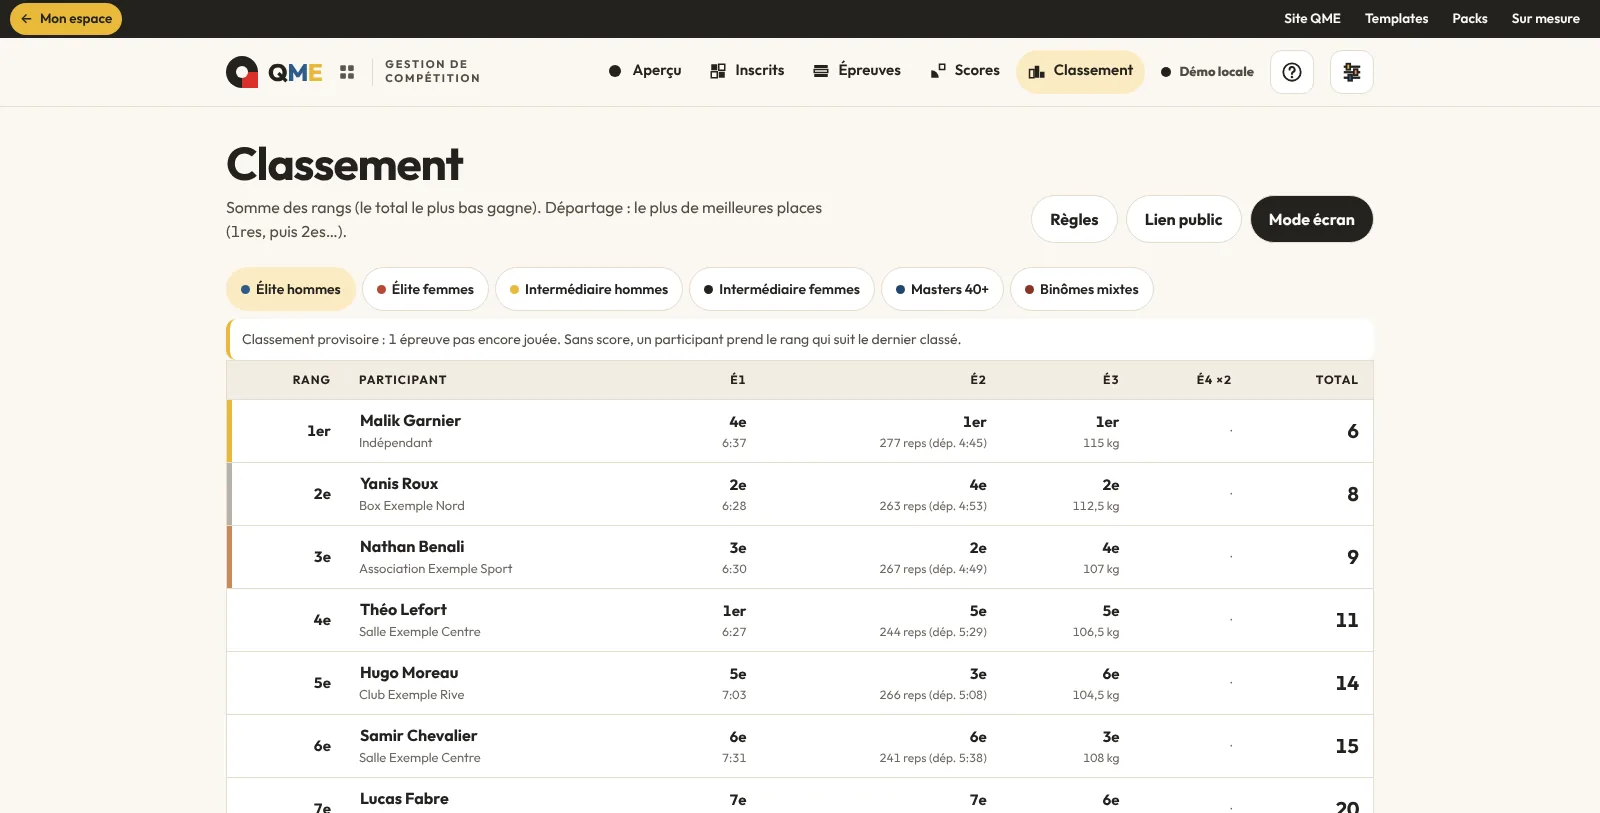 ← Mon espace
Site QME Templates Packs Sur mesure
QME GESTION DE COMPÉTITION
Aperçu Inscrits Épreuves Scores Classement Démo locale
Classement
Somme des rangs (le total le plus bas gagne). Départage : le plus de meilleures places
(1res, puis 2es…).
Règles Lien public Mode écran
Élite hommes Élite femmes Intermédiaire hommes Intermédiaire femmes Masters 40+ Binômes mixtes
Classement provisoire : 1 épreuve pas encore jouée. Sans score, un participant prend le rang qui suit le dernier classé.
RANG PARTICIPANT É1 É2 É3 É4 ×2 TOTAL
1er Malik Garnier 4e 1er 1er · 6
Indépendant 6:37 277 reps (dép. 4:45) 115 kg
2e Yanis Roux 2e 4e 2e · 8
Box Exemple Nord 6:28 263 reps (dép. 4:53) 112,5 kg
3e Nathan Benali 3e 2e 4e · 9
Association Exemple Sport 6:30 267 reps (dép. 4:49) 107 kg
4e Théo Lefort 1er 5e 5e · 11
Salle Exemple Centre 6:27 244 reps (dép. 5:29) 106,5 kg
5e Hugo Moreau 5e 3e 6e · 14
Club Exemple Rive 7:03 266 reps (dép. 5:08) 104,5 kg
6e Samir Chevalier 6e 6e 3e · 15
Salle Exemple Centre 7:31 241 reps (dép. 5:38) 108 kg
7e Lucas Fabre 7e 7e 6e · 20